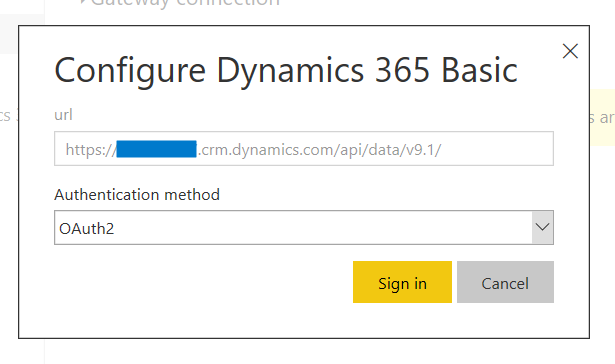 Gateway connection
Configure Dynamics 365 Basic
url
https://.crm.dynamics.com/api/data/v9.1/
Authentication method
OAuth2
Sign in
Cancel